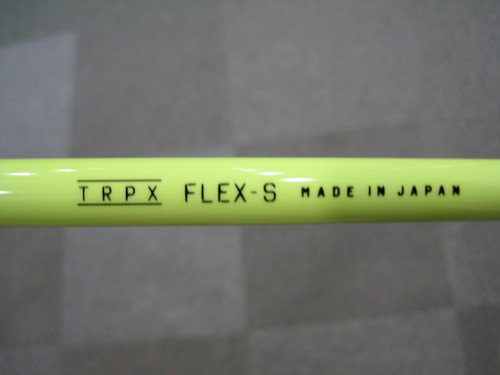 TRPX FLEX-S MADE IN JAPAN